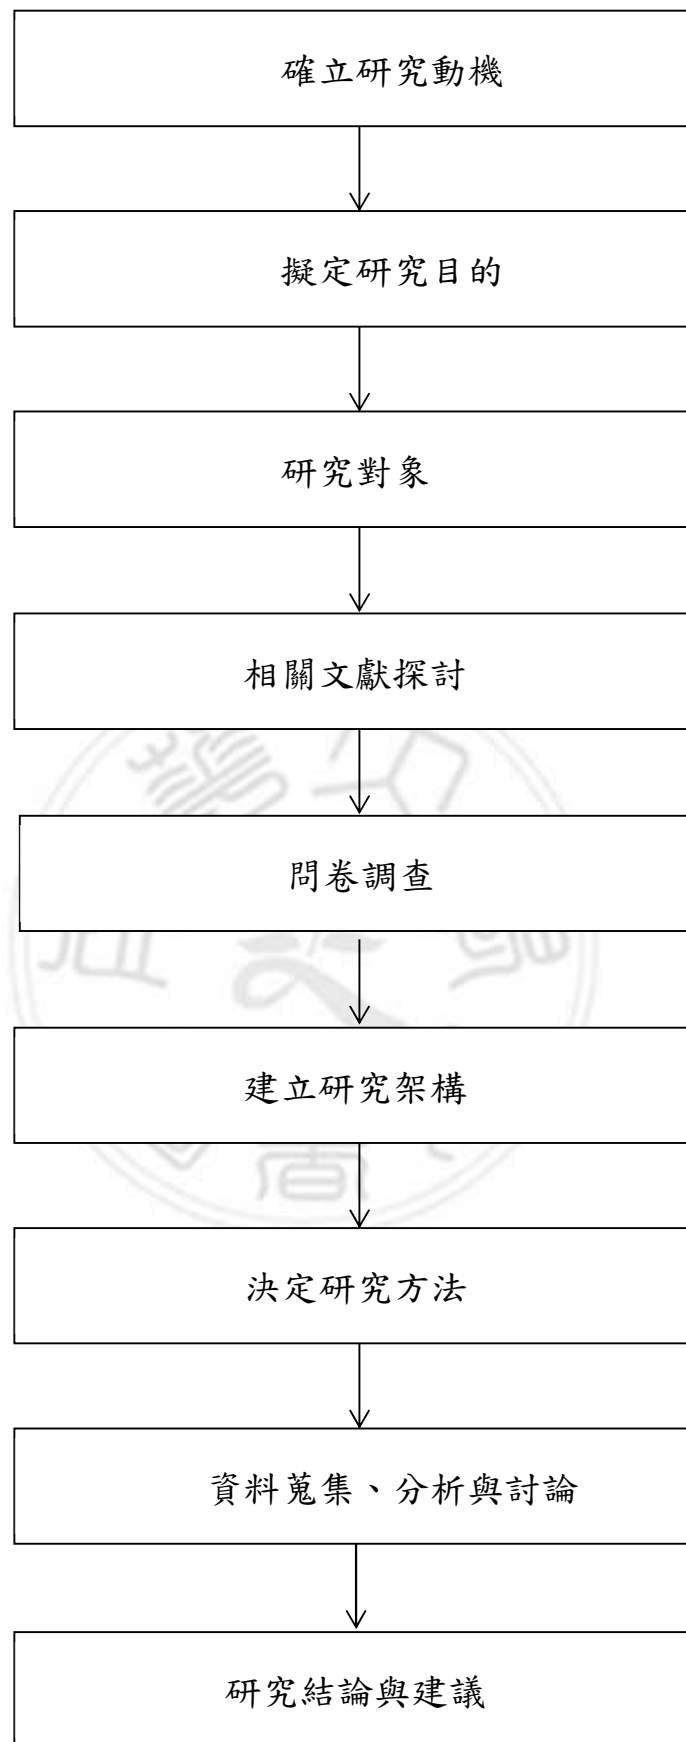 確立研究動機
擬定研究目的
研究對象
相關文獻探討
問卷調查
建立研究架構
決定研究方法
資料蒐集、分析與討論
研究結論與建議